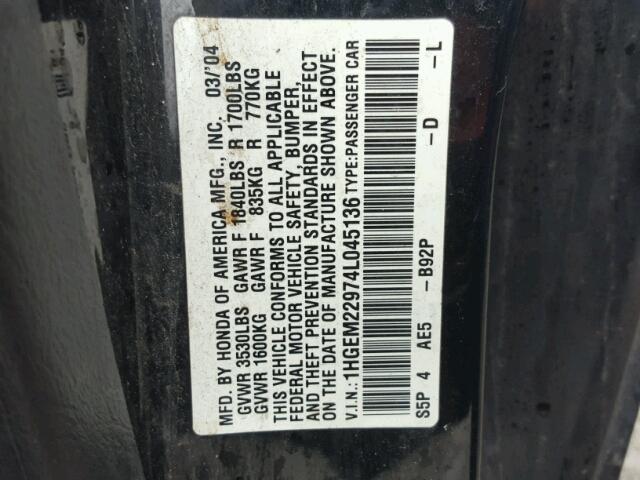 MFD. BY HONDA OF AMERICA MFG., INC. 03/'04
GVWR 3530LBS GAWR F 1840LBS R 1700LBS
GVWR 1600KG GAWR F 835KG R 770KG
THIS VEHICLE CONFORMS TO ALL APPLICABLE
FEDERAL MOTOR VEHICLE SAFETY, BUMPER,
AND THEFT PREVENTION STANDARDS IN EFFECT
ON THE DATE OF MANUFACTURE SHOWN ABOVE.
V.I.N.:1HGEM22974L045136 TYPE:PASSENGER CAR
S5P 4 AE5 -B92P -D -L